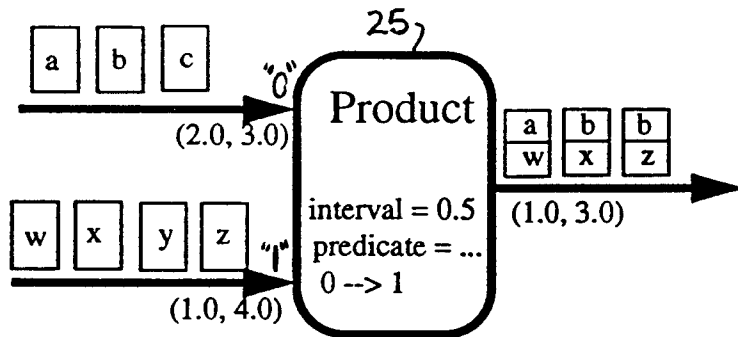 25
a b c
"0"
(2.0, 3.0)
Product
a b b
w x z
(1.0, 3.0)
w x y z
"1"
(1.0, 4.0)
interval = 0.5
predicate = ...
0 --> 1